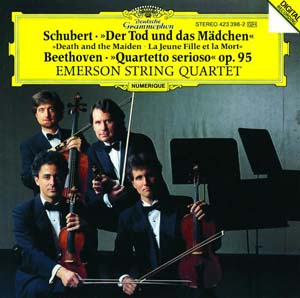 Deutsche
Grammophon
STEREO 423 398-2 GH
Schubert · »Der Tod und das Mädchen«
»Death and the Maiden · La Jeune Fille et la Mort«
Beethoven · »Quartetto serioso« op. 95
EMERSON STRING QUARTET
NUMERIQUE
DIGITAL